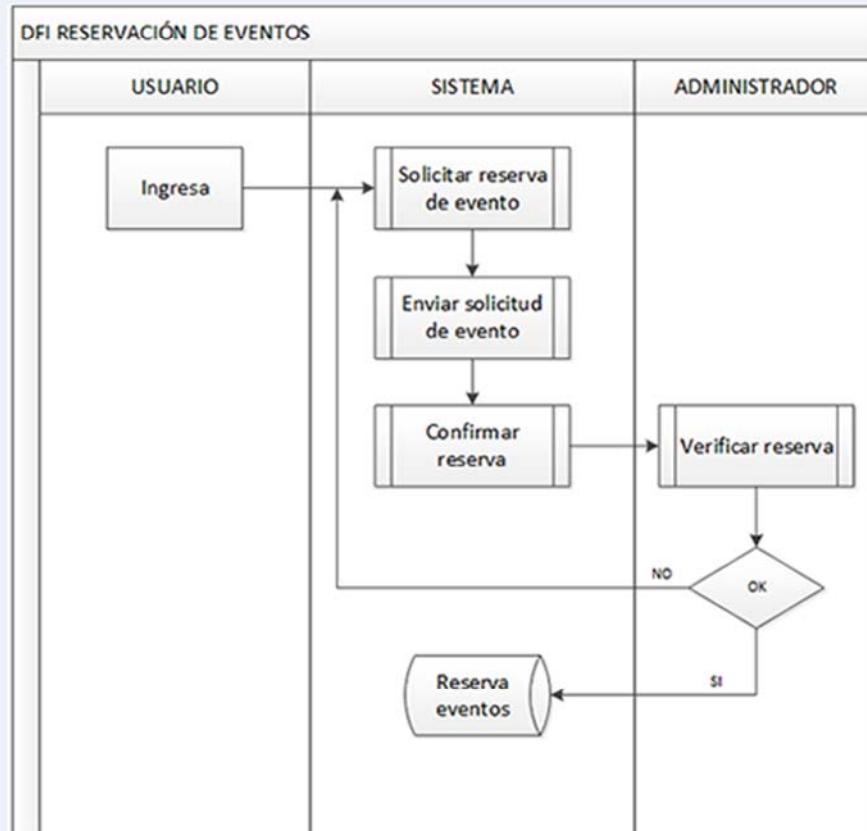 DFI RESERVACIÓN DE EVENTOS
USUARIO
SISTEMA
ADMINISTRADOR
Ingresa
Solicitar reserva
de evento
Enviar solicitud
de evento
Confirmar
reserva
Verificar reserva
NO
OK
SI
Reserva
eventos